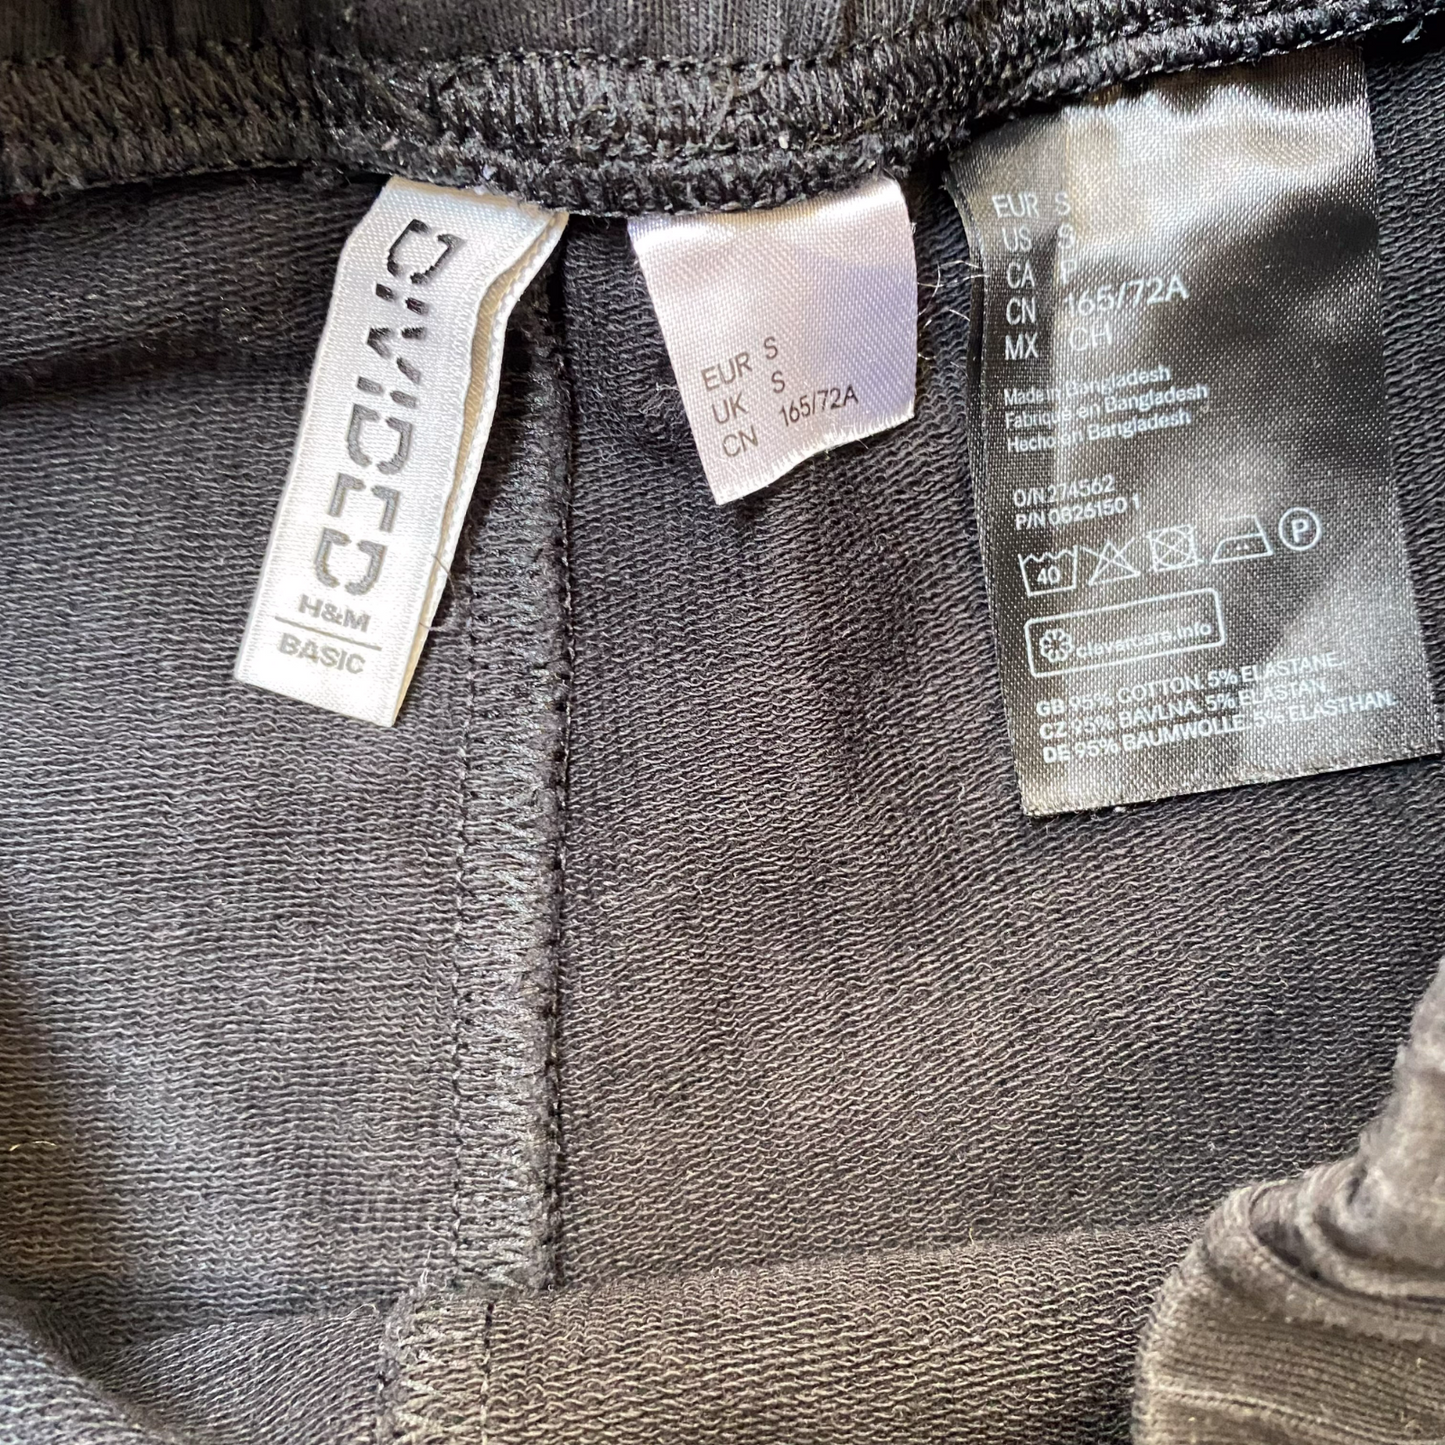 DIVIDED
H&M
BASIC
EUR S
UK S
CN 165/72A
EUR S
US S
CA P
CN 165/72A
MX CH
Made in Bangladesh
Fabriqué en Bangladesh
Hecho en Bangladesh
O/N 274562
P/N 0826150 1
40
P
clevercare.info
GB 95% COTTON. 5% ELASTANE.
CZ 95% BAVLNA. 5% ELASTAN.
DE 95% BAUMWOLLE. 5% ELASTHAN.